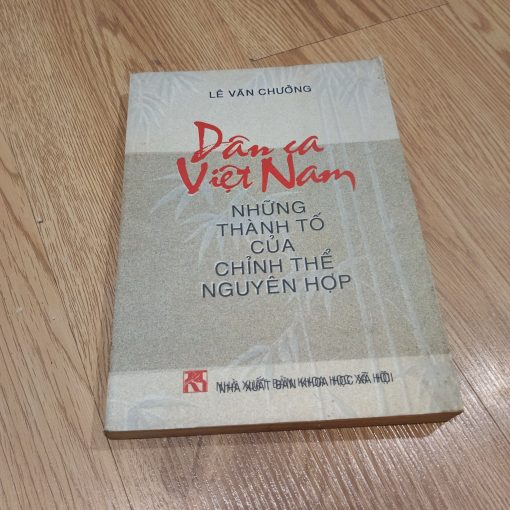 LÊ VĂN CHƯỞNG
Dân ca
Việt Nam
NHỮNG
THÀNH TỐ
CỦA
CHỈNH THỂ
NGUYÊN HỢP
NHÀ XUẤT BẢN KHOA HỌC XÃ HỘI